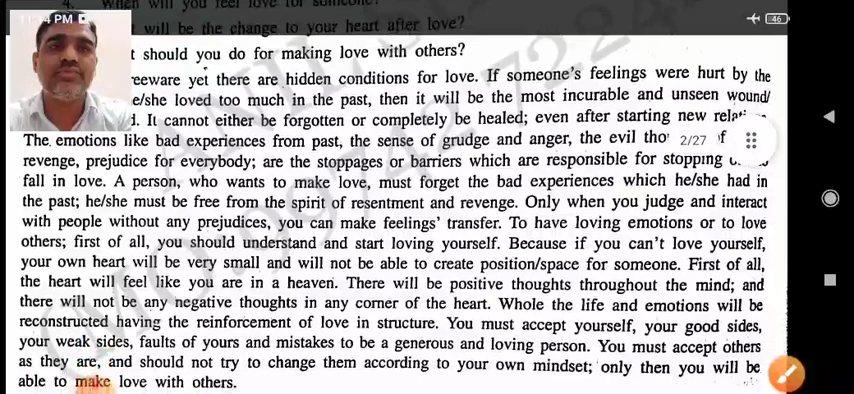 4. When will you feel love for someone?
11:14 PM 46
will be the change to your heart after love?
t should you do for making love with others?
reeware yet there are hidden conditions for love. If someone's feelings were hurt by the
e/she loved too much in the past, then it will be the most incurable and unseen wound/
d. It cannot either be forgotten or completely be healed; even after starting new
The emotions like bad experiences from past, the sense of grudge and anger, the evil 2/27
revenge, prejudice for everybody; are the stoppages or barriers which are responsible for stopping
fall in love. A person, who wants to make love, must forget the bad experiences which he/she had in
the past; he/she must be free from the spirit of resentment and revenge. Only when you judge and interact
with people without any prejudices, you can make feelings' transfer. To have loving emotions or to love
others; first of all, you should understand and start loving yourself. Because if you can't love yourself,
your own heart will be very small and will not be able to create position/space for someone. First of all,
the heart will feel like you are in a heaven. There will be positive thoughts throughout the mind; and
there will not be any negative thoughts in any corner of the heart. Whole the life and emotions will be
reconstructed having the reinforcement of love in structure. You must accept yourself, your good sides,
your weak sides, faults of yours and mistakes to be a generous and loving person. You must accept others
as they are, and should not try to change them according to your own mindset; only then you will be
able to make love with others.